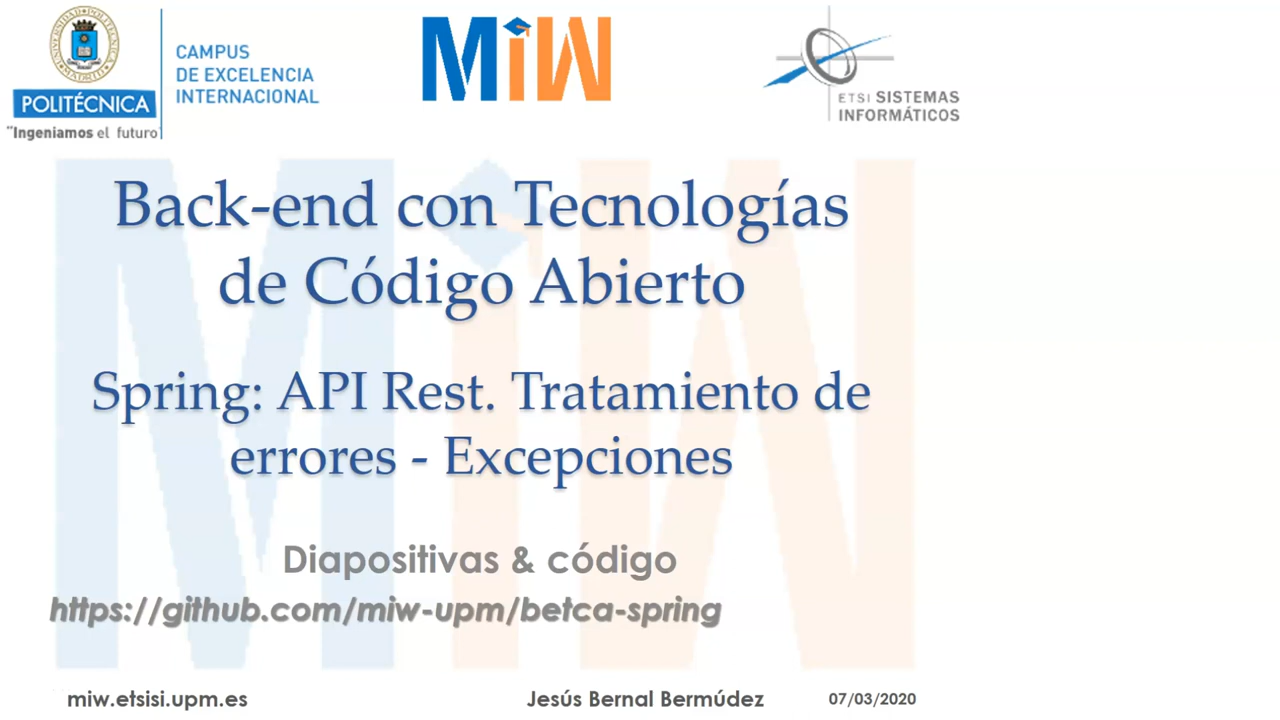 CAMPUS
DE EXCELENCIA
INTERNACIONAL
POLITÉCNICA
"Ingeniamos el futuro
MiW
ETSI SISTEMAS
INFORMÁTICOS
Back-end con Tecnologías
de Código Abierto
Spring: API Rest. Tratamiento de
errores - Excepciones
Diapositivas & código
https://github.com/miw-upm/betca-spring
miw.etsisi.upm.es
Jesús Bernal Bermúdez
07/03/2020